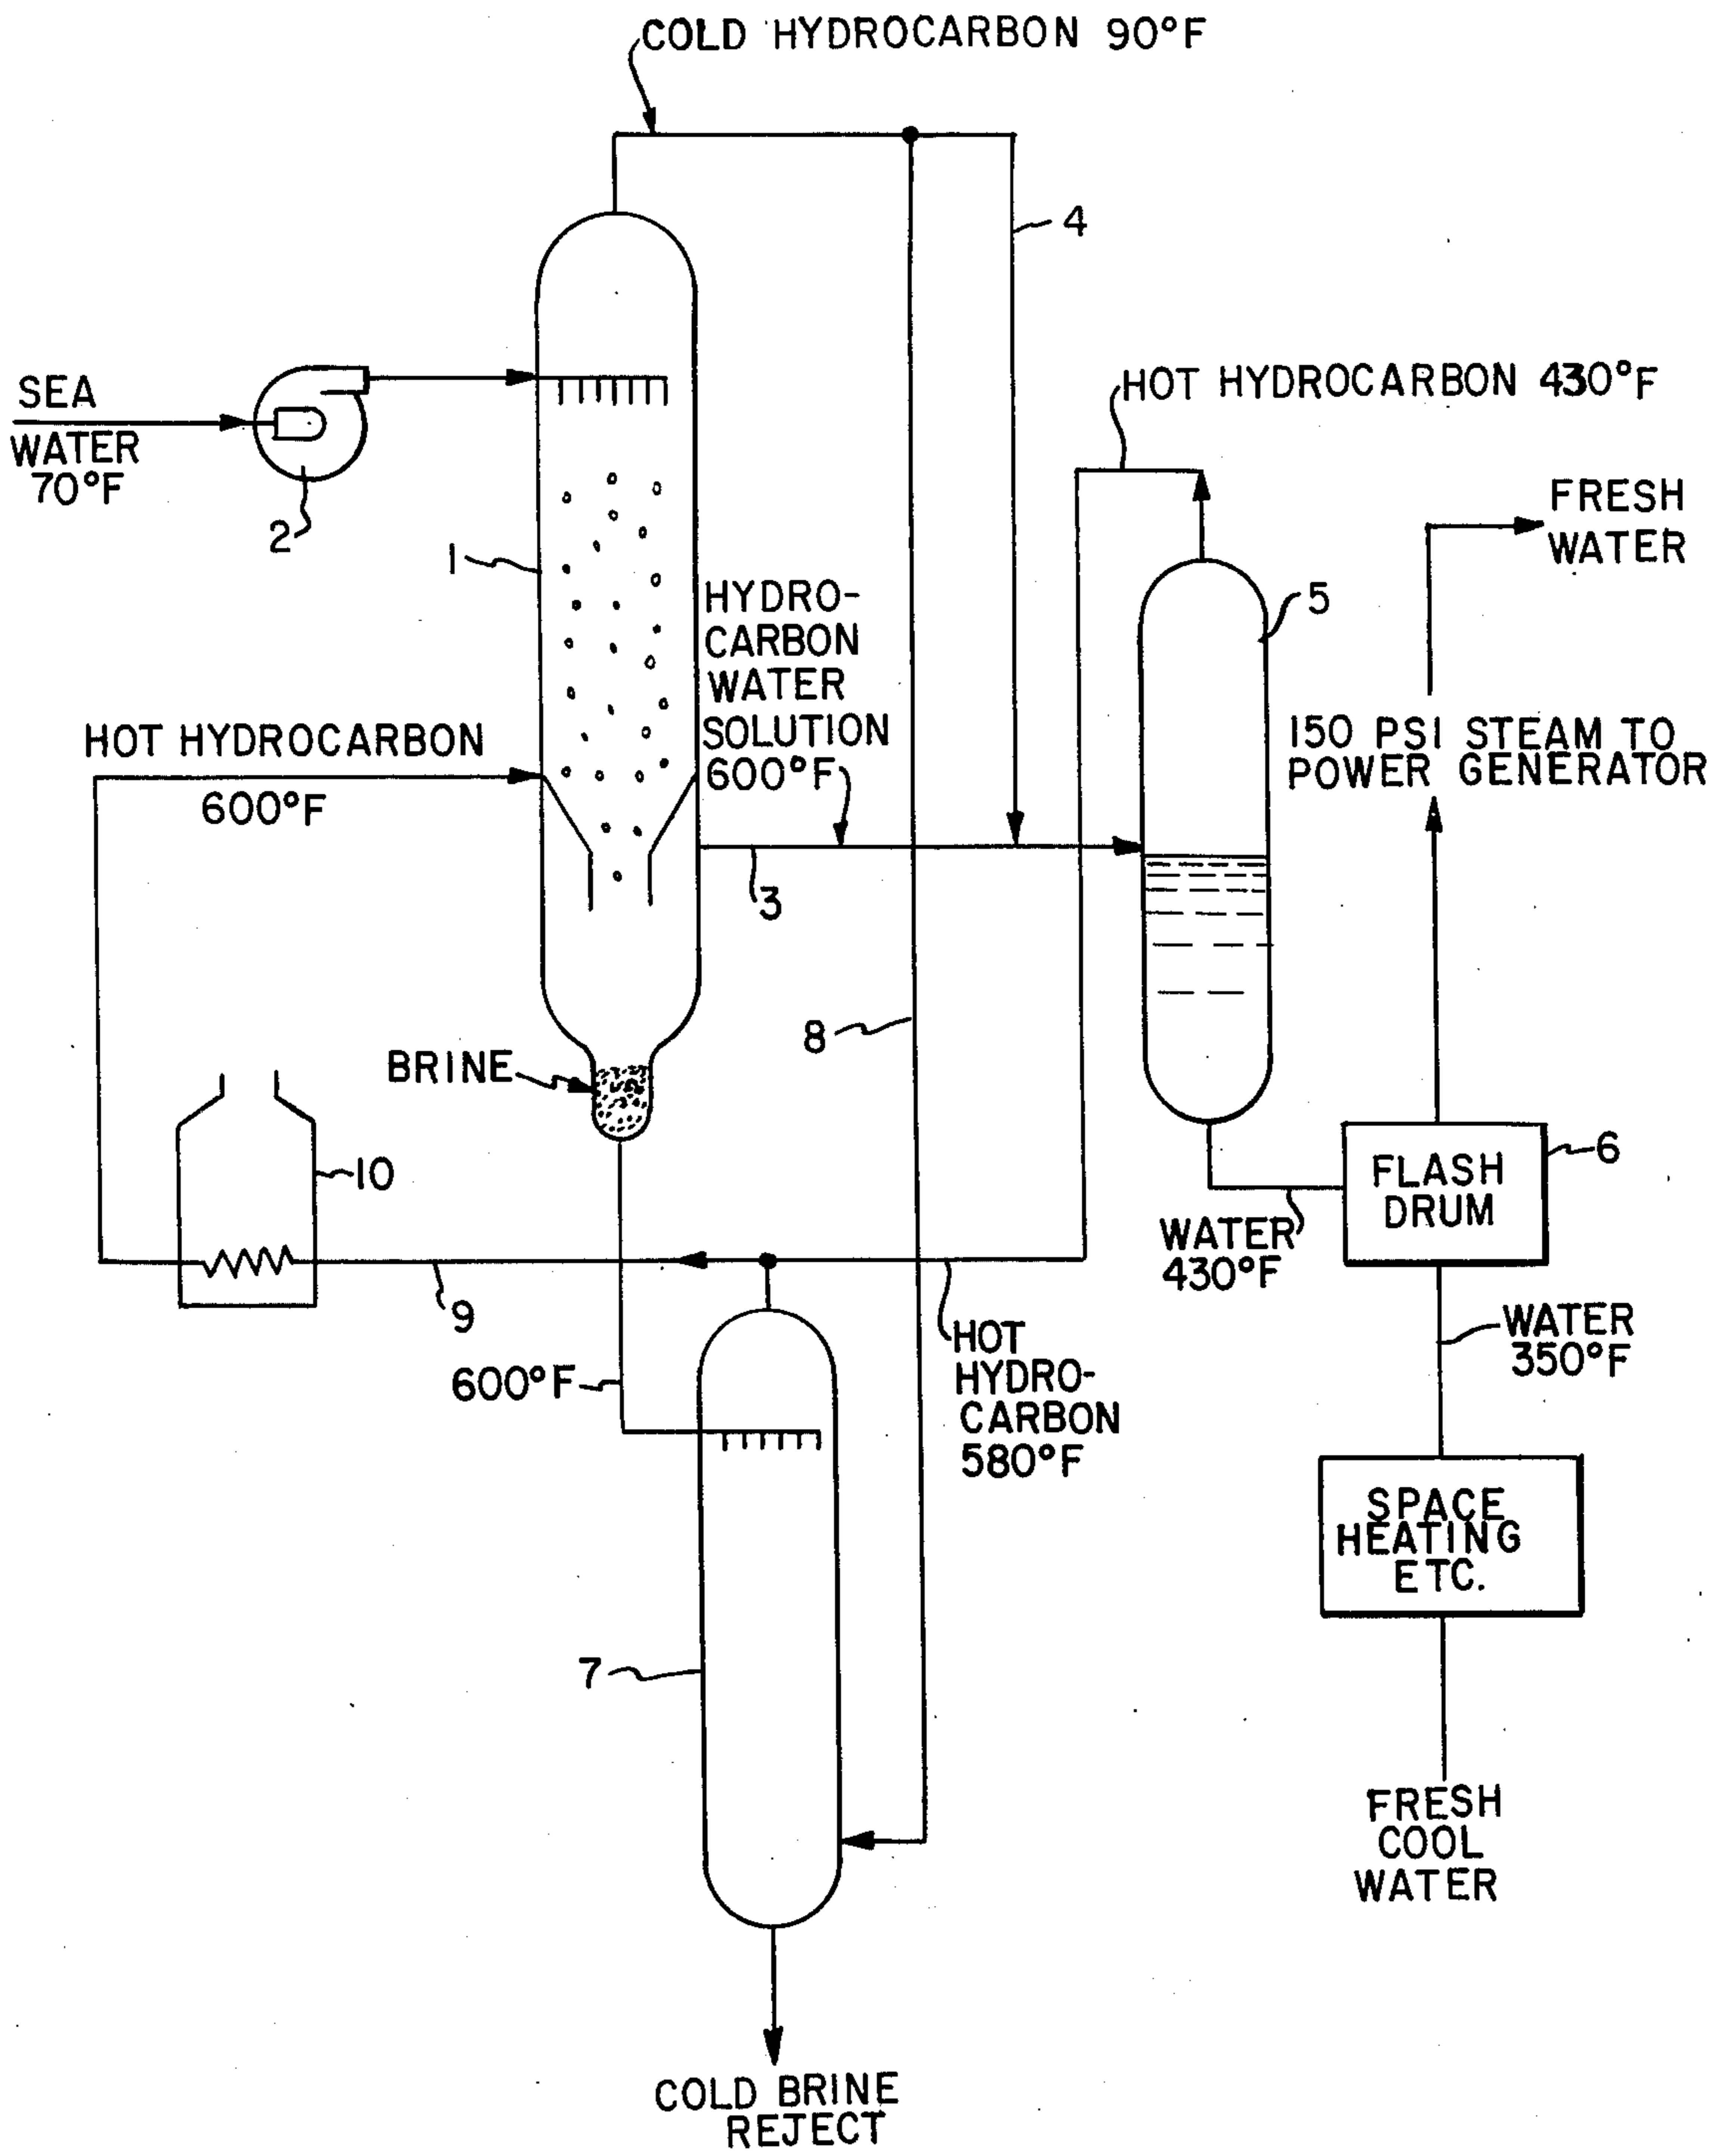 COLD HYDROCARBON 90°F
4
HOT HYDROCARBON 430°F
SEA
WATER
70°F
2
1
FRESH
WATER
5
HYDRO-
CARBON
WATER
SOLUTION
600°F
HOT HYDROCARBON
600°F
150 PSI STEAM TO
POWER GENERATOR
3
8
BRINE
10
6
FLASH
DRUM
WATER
430°F
9
WATER
350°F
HOT
HYDRO-
CARBON
580°F
600°F
SPACE
HEATING
ETC.
7
FRESH
COOL
WATER
COLD BRINE
REJECT